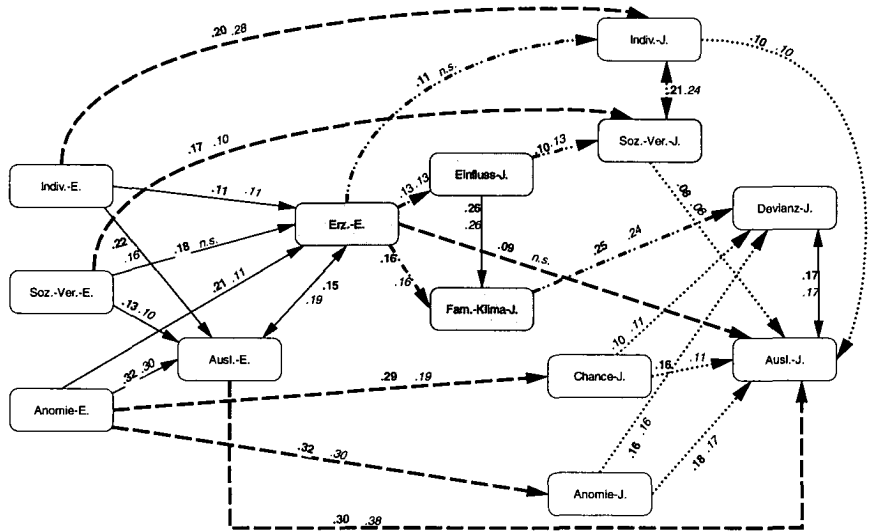 .20 .28
Indiv.-J.
-.10 .10
.11 n.s.
.21 .24
.17 .10
Soz.-Ver.-J.
.10 .13
Indiv.-E.
Einfluss-J.
.11 .11
.13 .13
.08 .06
Devianz-J.
.26
.26
Erz.-E.
.22
.16
.18 n.s.
.25 .24
.09 n.s.
.16
.16
.21 .11
.15
.19
.17
.17
Soz.-Ver.-E.
Fam.-Klima-J.
-.13 .10
.10 .11
Ausl.-E.
Ausl.-J.
.32 .30
.29 .19
Chance-J.
.16 .11
Anomie-E.
.16 .16
.18 .17
.32 .30
Anomie-J.
.30 .38